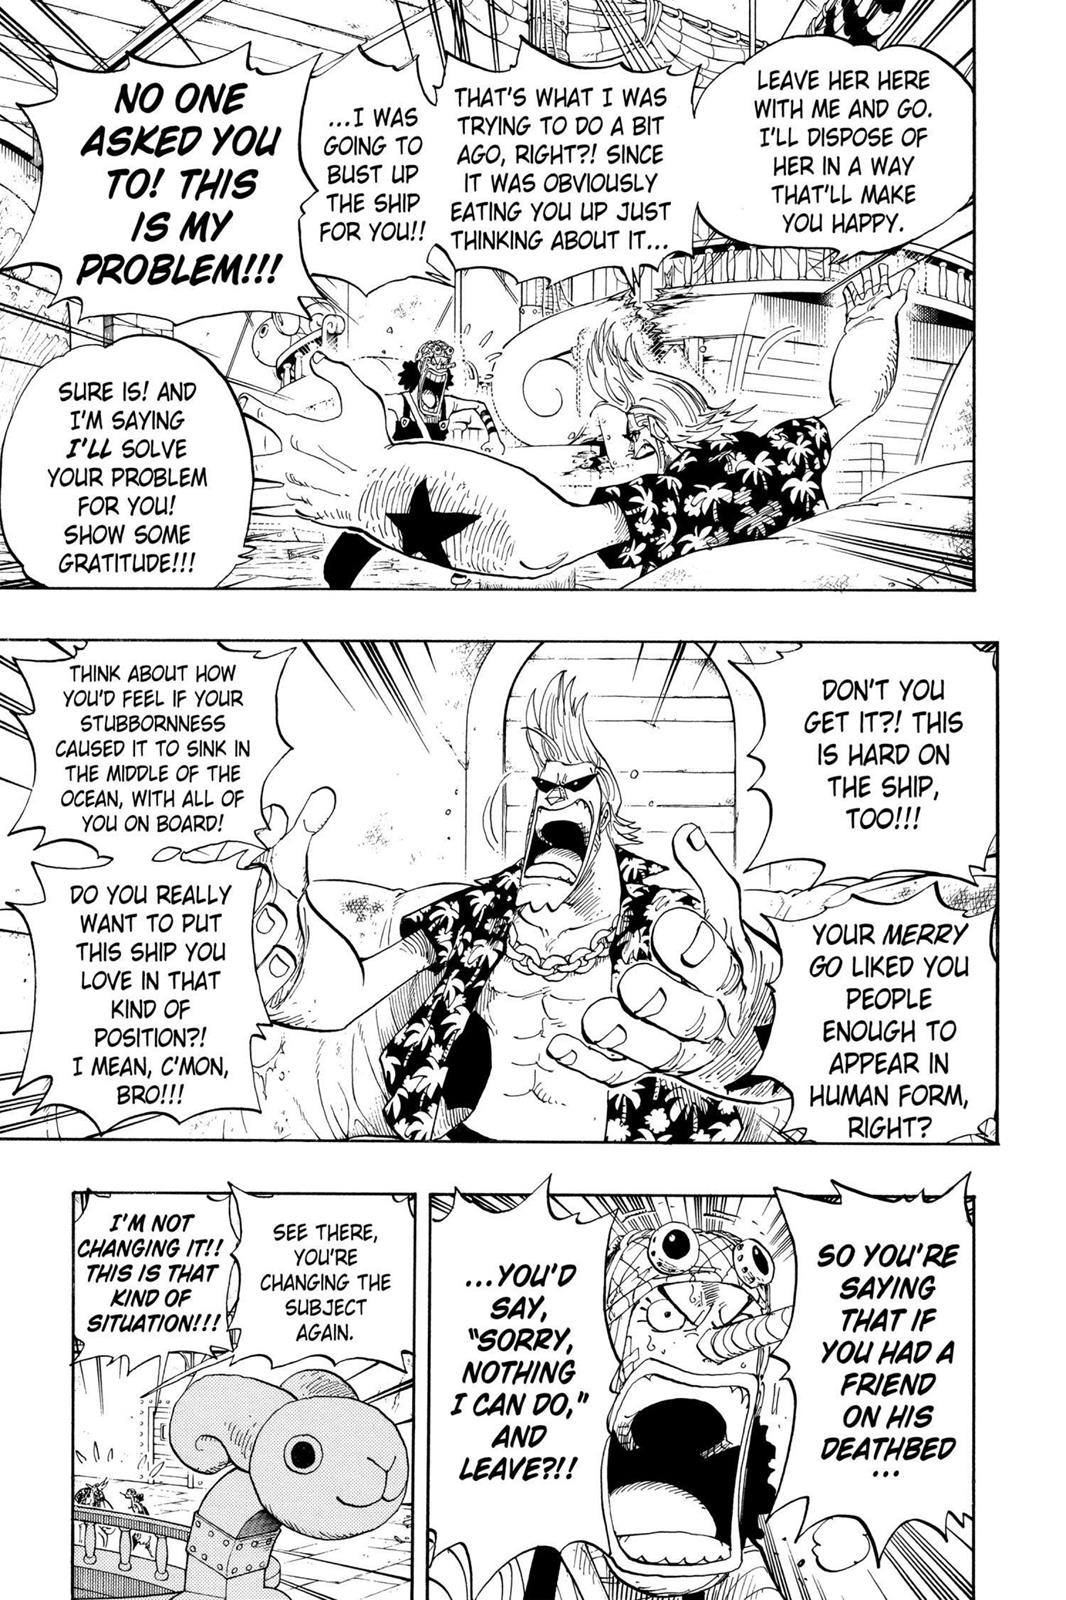 LEAVE HER HERE
WITH ME AND GO.
I'LL DISPOSE OF
HER IN A WAY
THAT'LL MAKE
YOU HAPPY.
THAT'S WHAT I WAS
TRYING TO DO A BIT
AGO, RIGHT?! SINCE
IT WAS OBVIOUSLY
EATING YOU UP JUST
THINKING ABOUT IT...
...I WAS
GOING TO
BUST UP
THE SHIP
FOR YOU!!
NO ONE
ASKED YOU
TO! THIS
IS MY
PROBLEM!!!
SURE IS! AND
I'M SAYING
I'LL SOLVE
YOUR PROBLEM
FOR YOU!
SHOW SOME
GRATITUDE!!!
DON'T YOU
GET IT?! THIS
IS HARD ON
THE SHIP,
TOO!!!
YOUR MERRY
GO LIKED YOU
PEOPLE
ENOUGH TO
APPEAR IN
HUMAN FORM,
RIGHT?
THINK ABOUT HOW
YOU'D FEEL IF YOUR
STUBBORNNESS
CAUSED IT TO SINK IN
THE MIDDLE OF THE
OCEAN, WITH ALL OF
YOU ON BOARD!
DO YOU REALLY
WANT TO PUT
THIS SHIP YOU
LOVE IN THAT
KIND OF
POSITION?!
I MEAN, C'MON,
BRO!!!
SO YOU'RE
SAYING
THAT IF
YOU HAD A
FRIEND
ON HIS
DEATHBED
...
...YOU'D
SAY,
"SORRY,
NOTHING
I CAN DO,"
AND
LEAVE?!!
SEE THERE,
YOU'RE
CHANGING THE
SUBJECT
AGAIN.
I'M NOT
CHANGING IT!!
THIS IS THAT
KIND OF
SITUATION!!!